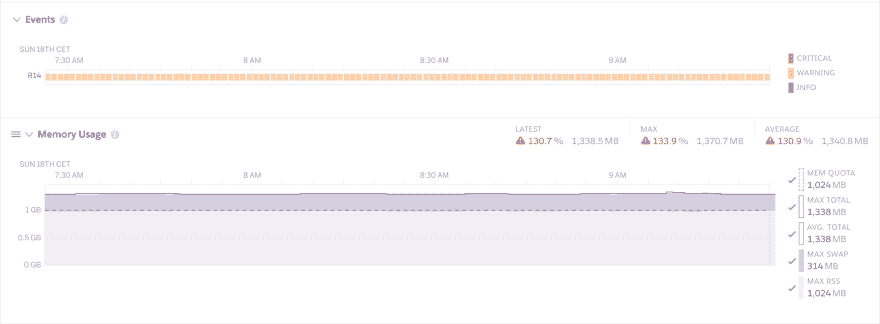 Events
SUN 18TH CET
7:30 AM 8 AM 8:30 AM 9 AM
R14
CRITICAL
WARNING
INFO
Memory Usage
LATEST
130.7 % 1,338.5 MB
MAX
133.9 % 1,370.7 MB
AVERAGE
130.9 % 1,340.8 MB
SUN 18TH CET
7:30 AM 8 AM 8:30 AM 9 AM
1 GB
0.5 GB
0 GB
MEM QUOTA
1,024 MB
MAX TOTAL
1,338 MB
AVG. TOTAL
1,338 MB
MAX SWAP
314 MB
MAX RSS
1,024 MB